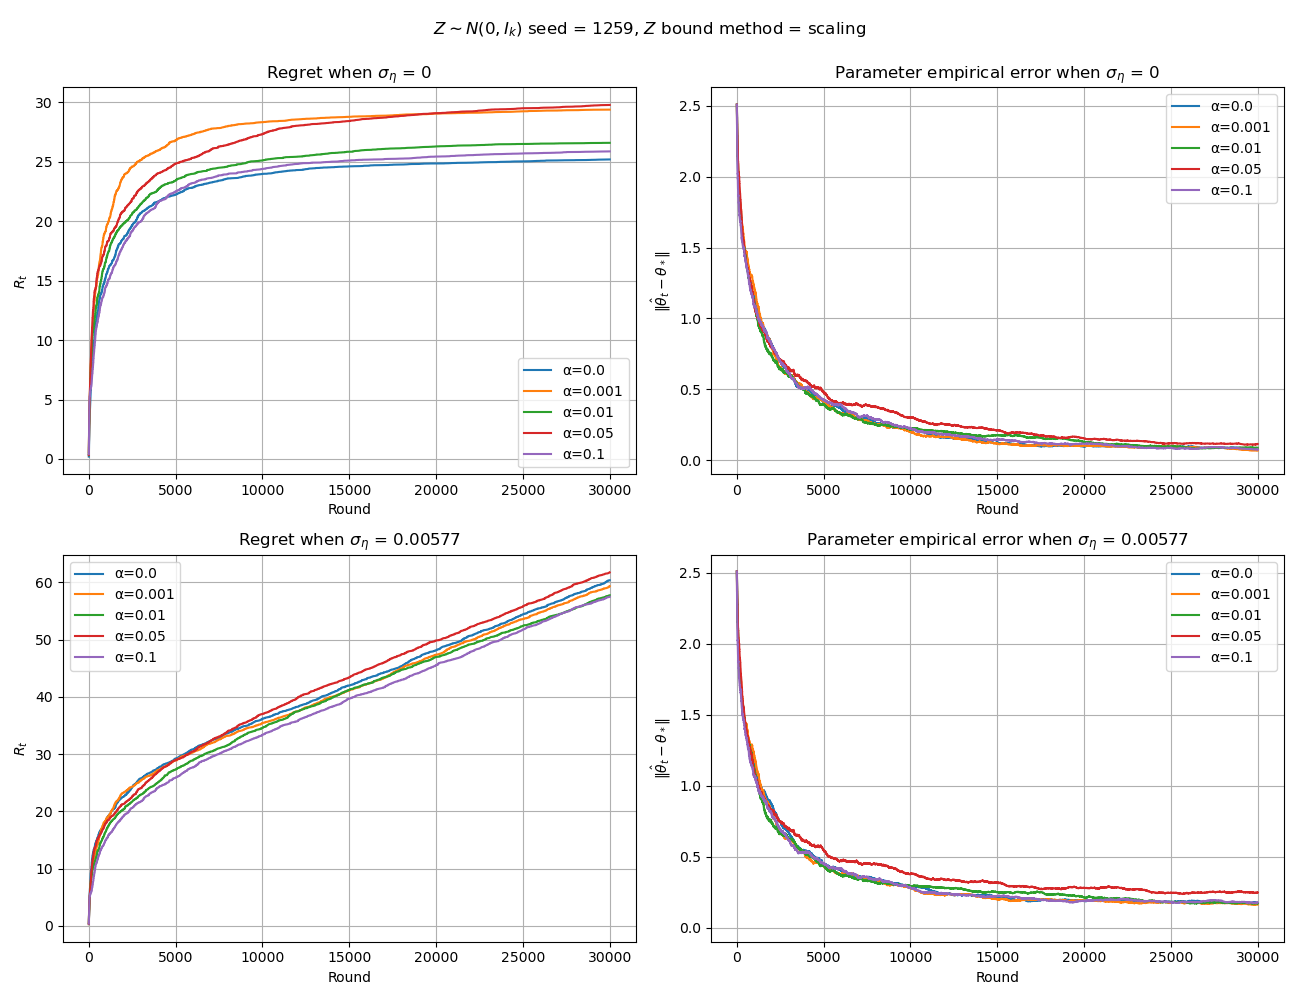 Z ∼ N(0, I_k) seed = 1259, Z bound method = scaling
Regret when σ_η = 0
30
25
20
15
10
5
0
R_t
0 5000 10000 15000 20000 25000 30000
Round
α=0.0
α=0.001
α=0.01
α=0.05
α=0.1
Parameter empirical error when σ_η = 0
2.5
2.0
1.5
1.0
0.5
0.0
‖θ̂_t − θ_*‖
0 5000 10000 15000 20000 25000 30000
Round
α=0.0
α=0.001
α=0.01
α=0.05
α=0.1
Regret when σ_η = 0.00577
60
50
40
30
20
10
0
R_t
0 5000 10000 15000 20000 25000 30000
Round
α=0.0
α=0.001
α=0.01
α=0.05
α=0.1
Parameter empirical error when σ_η = 0.00577
2.5
2.0
1.5
1.0
0.5
0.0
‖θ̂_t − θ_*‖
0 5000 10000 15000 20000 25000 30000
Round
α=0.0
α=0.001
α=0.01
α=0.05
α=0.1